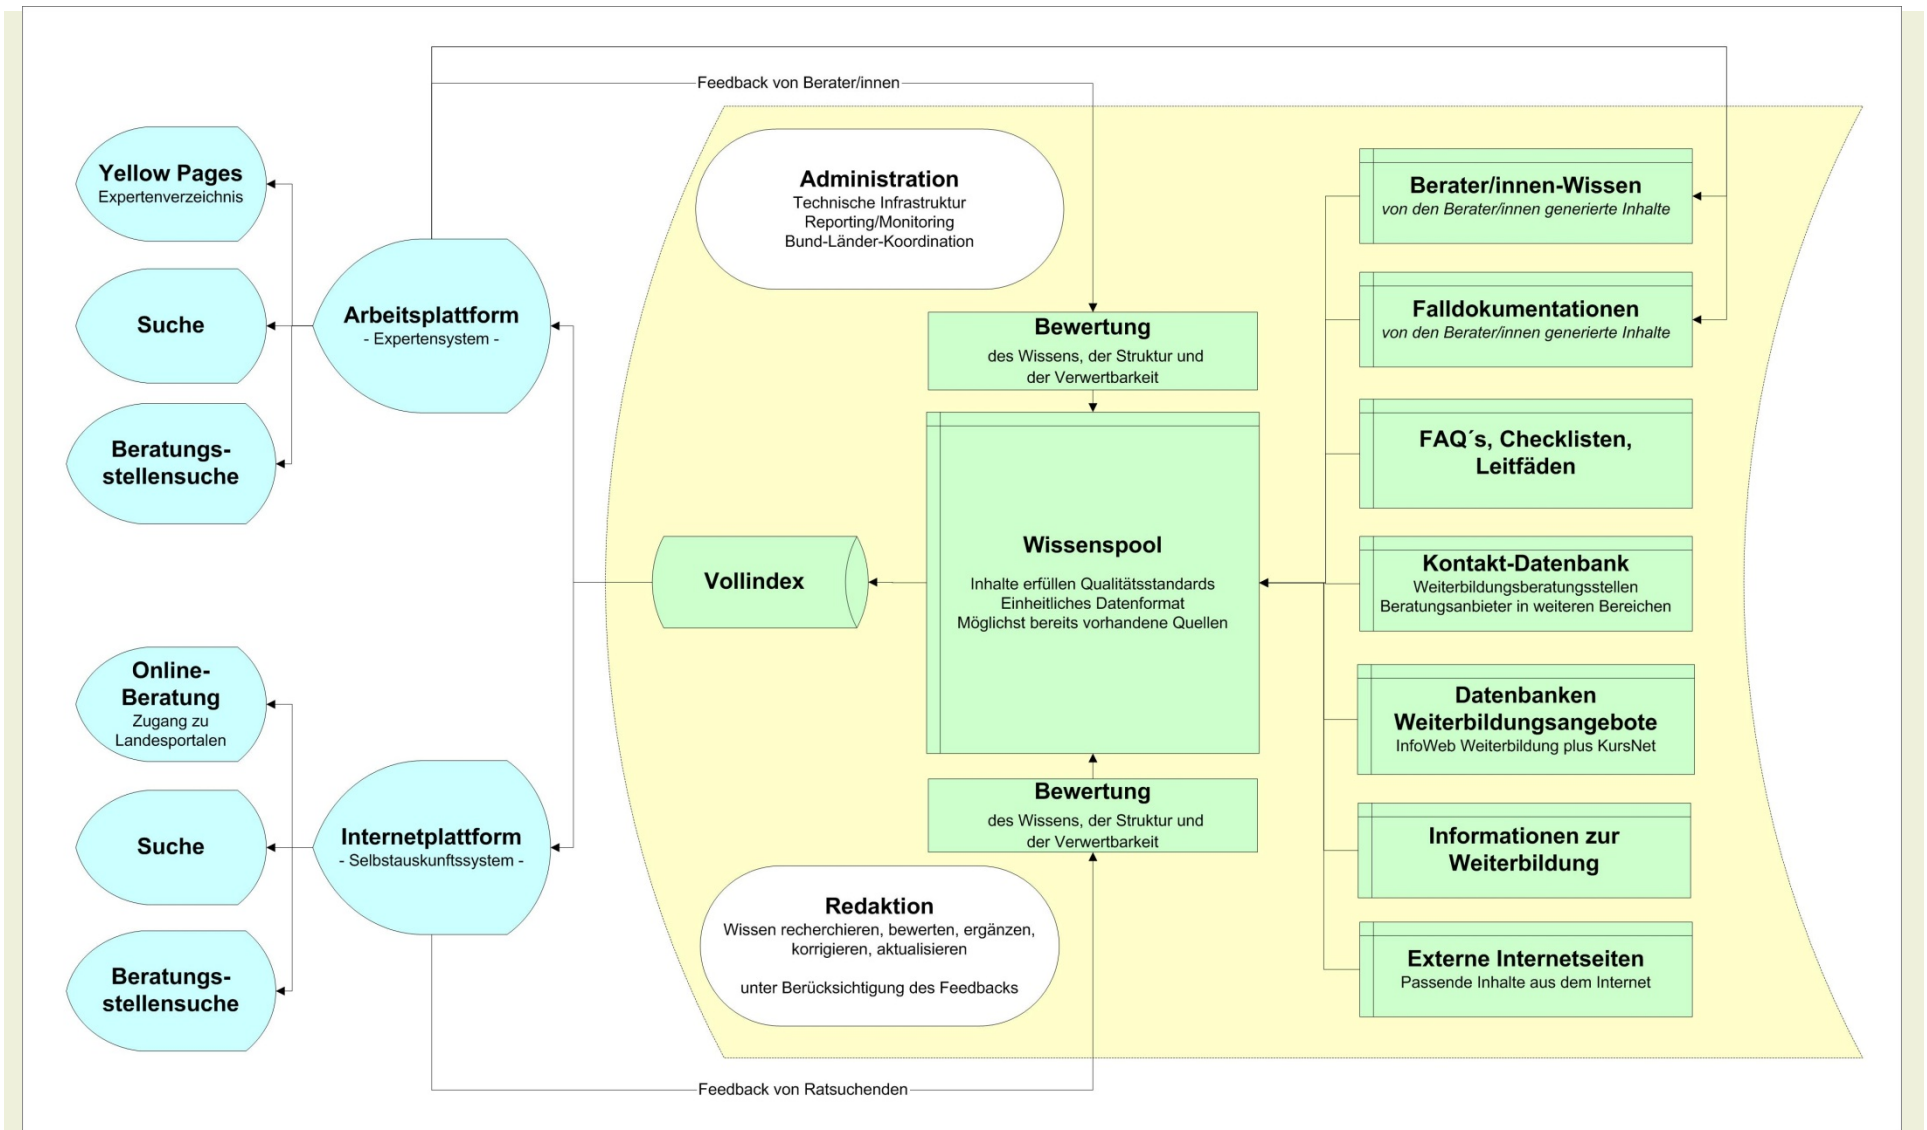 Feedback von Berater/innen
Yellow Pages
Expertenverzeichnis
Suche
Beratungs-
stellensuche
Arbeitsplattform
- Expertensystem -
Online-
Beratung
Zugang zu
Landesportalen
Suche
Beratungs-
stellensuche
Internetplattform
- Selbstauskunftssystem -
Administration
Technische Infrastruktur
Reporting/Monitoring
Bund-Länder-Koordination
Bewertung
des Wissens, der Struktur und
der Verwertbarkeit
Vollindex
Wissenspool
Inhalte erfüllen Qualitätsstandards
Einheitliches Datenformat
Möglichst bereits vorhandene Quellen
Bewertung
des Wissens, der Struktur und
der Verwertbarkeit
Redaktion
Wissen recherchieren, bewerten, ergänzen,
korrigieren, aktualisieren
unter Berücksichtigung des Feedbacks
Berater/innen-Wissen
von den Berater/innen generierte Inhalte
Falldokumentationen
von den Berater/innen generierte Inhalte
FAQ´s, Checklisten,
Leitfäden
Kontakt-Datenbank
Weiterbildungsberatungsstellen
Beratungsanbieter in weiteren Bereichen
Datenbanken
Weiterbildungsangebote
InfoWeb Weiterbildung plus KursNet
Informationen zur
Weiterbildung
Externe Internetseiten
Passende Inhalte aus dem Internet
Feedback von Ratsuchenden